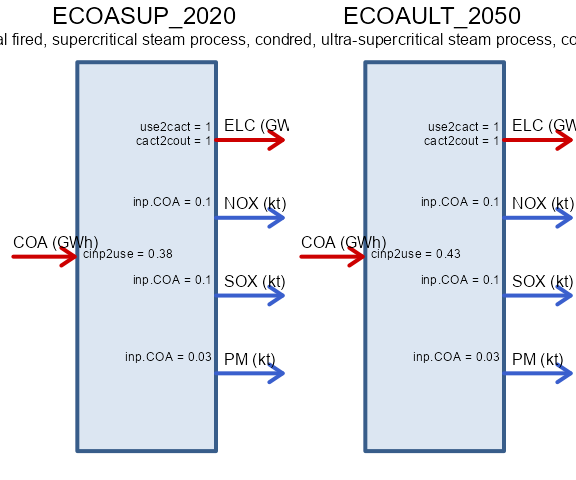 ECOASUP_2020
ECOAULT_2050
al fired, supercritical steam process, condred, ultra-supercritical steam process, co
use2cact = 1
cact2cout = 1
ELC (GW
inp.COA = 0.1
NOX (kt)
COA (GWh)
cinp2use = 0.38
inp.COA = 0.1
SOX (kt)
inp.COA = 0.03
PM (kt)
use2cact = 1
cact2cout = 1
ELC (GW
inp.COA = 0.1
NOX (kt)
COA (GWh)
cinp2use = 0.43
inp.COA = 0.1
SOX (kt)
inp.COA = 0.03
PM (kt)